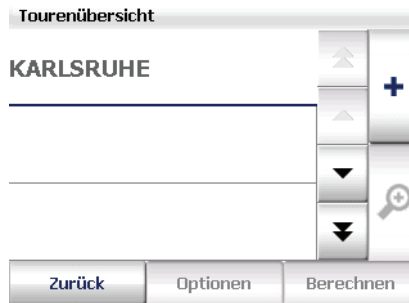 Tourenübersicht
KARLSRUHE
Zurück
Optionen
Berechnen